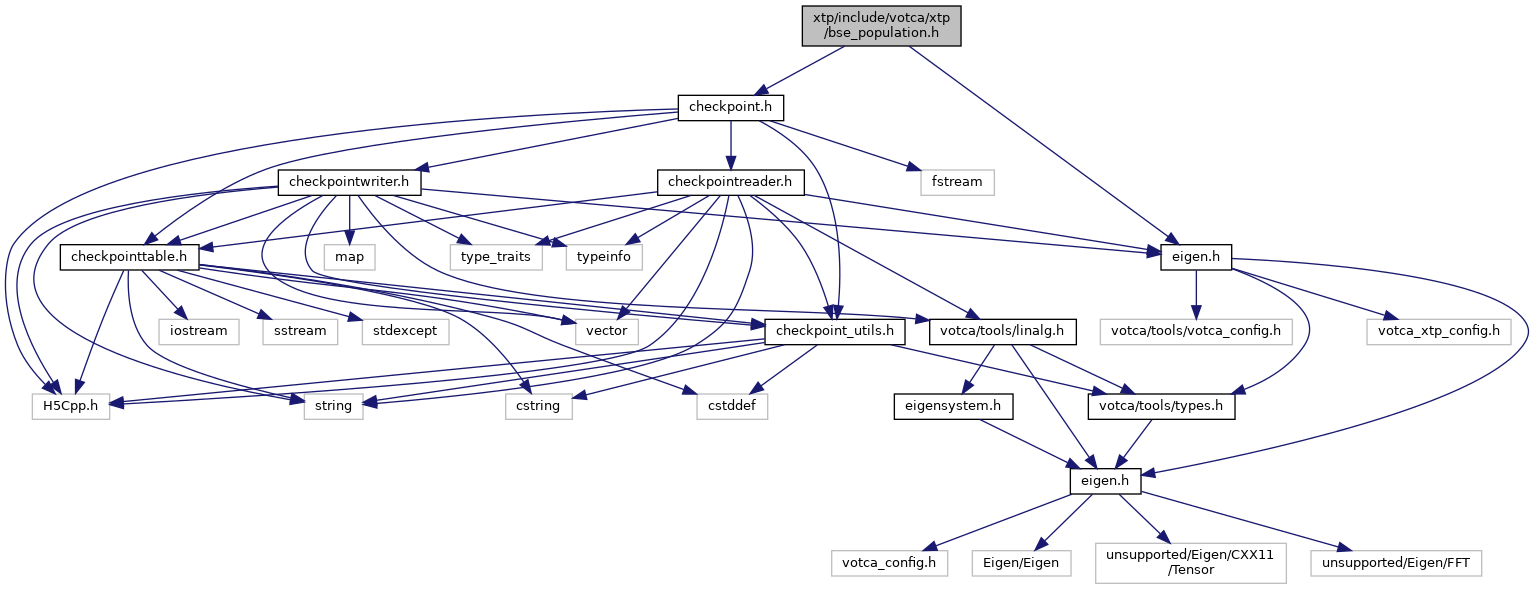 xtp/include/votca/xtp
/bse_population.h
checkpoint.h
checkpointwriter.h
checkpointreader.h
fstream
checkpointtable.h
map
type_traits
typeinfo
eigen.h
iostream
sstream
stdexcept
vector
checkpoint_utils.h
votca/tools/linalg.h
votca/tools/votca_config.h
votca_xtp_config.h
H5Cpp.h
string
cstring
cstddef
eigensystem.h
votca/tools/types.h
eigen.h
votca_config.h
Eigen/Eigen
unsupported/Eigen/CXX11
/Tensor
unsupported/Eigen/FFT